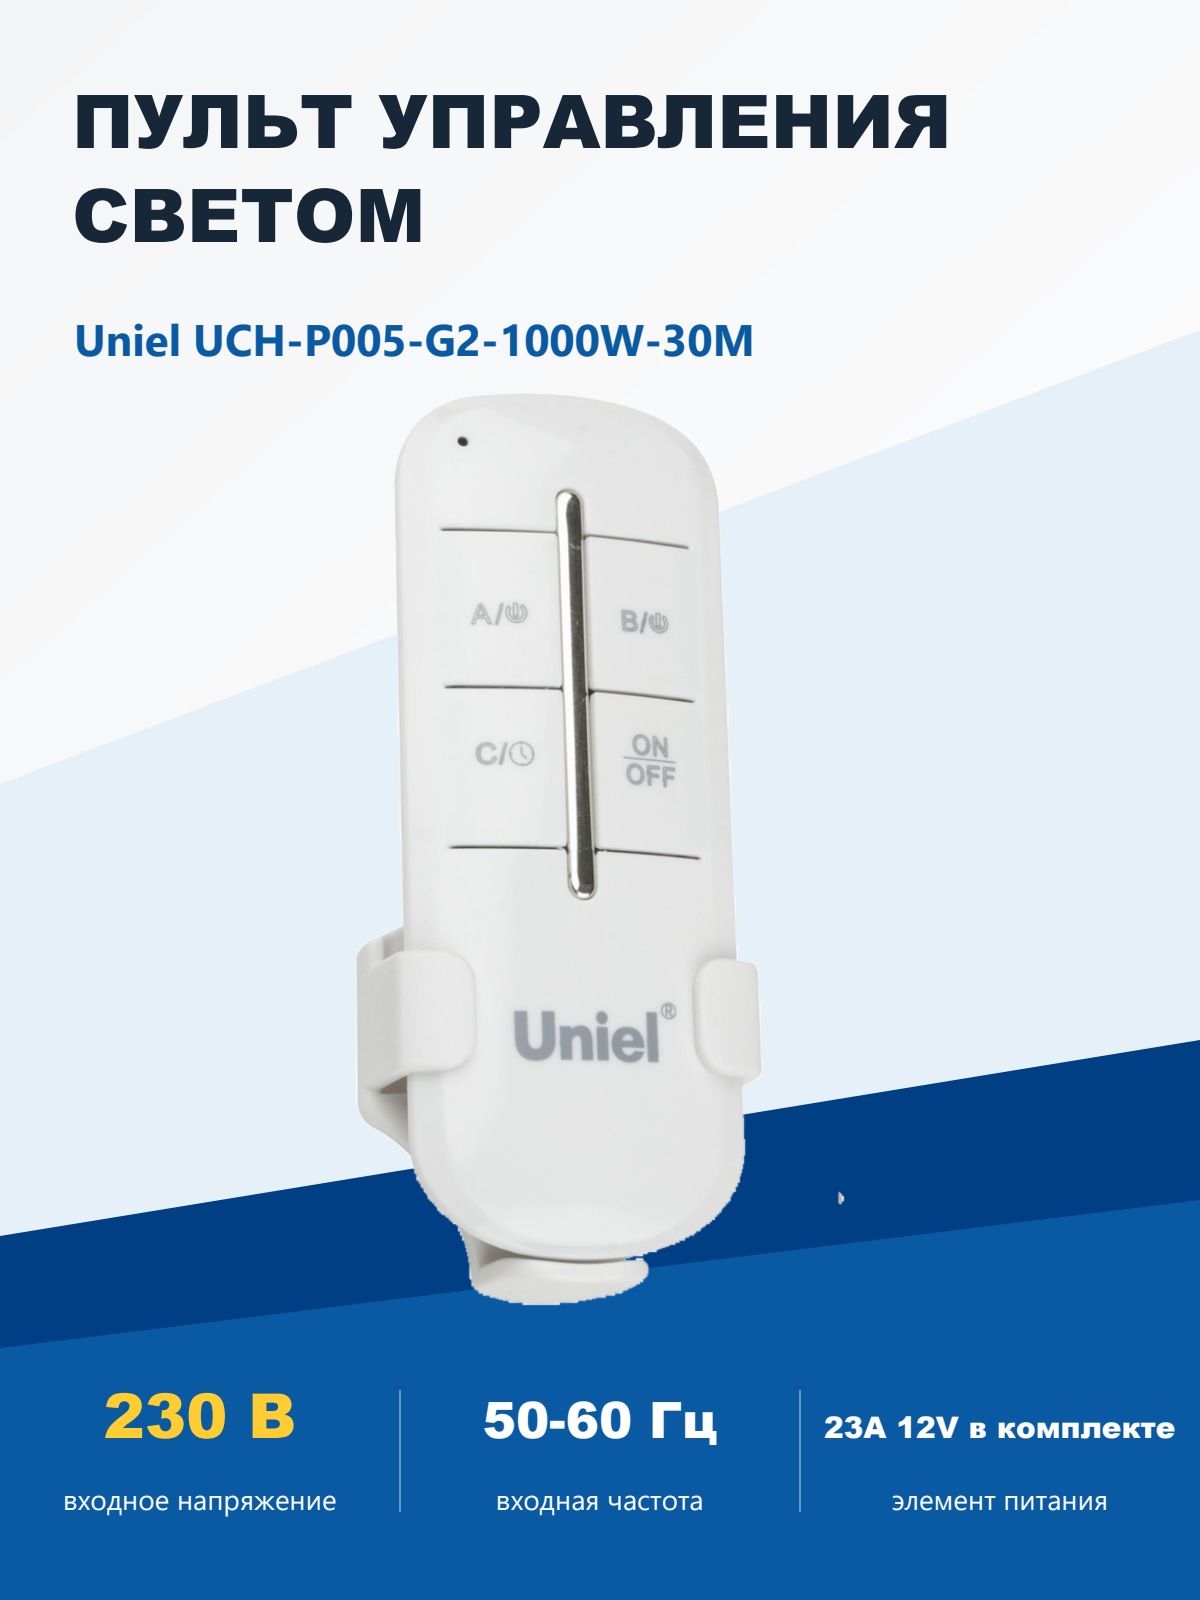 ПУЛЬТ УПРАВЛЕНИЯ
СВЕТОМ
Uniel UCH-P005-G2-1000W-30M
A/⏻
B/⏻
C/🕓
ON
OFF
Uniel®
230 В
50-60 Гц
23A 12V в комплекте
входное напряжение
входная частота
элемент питания